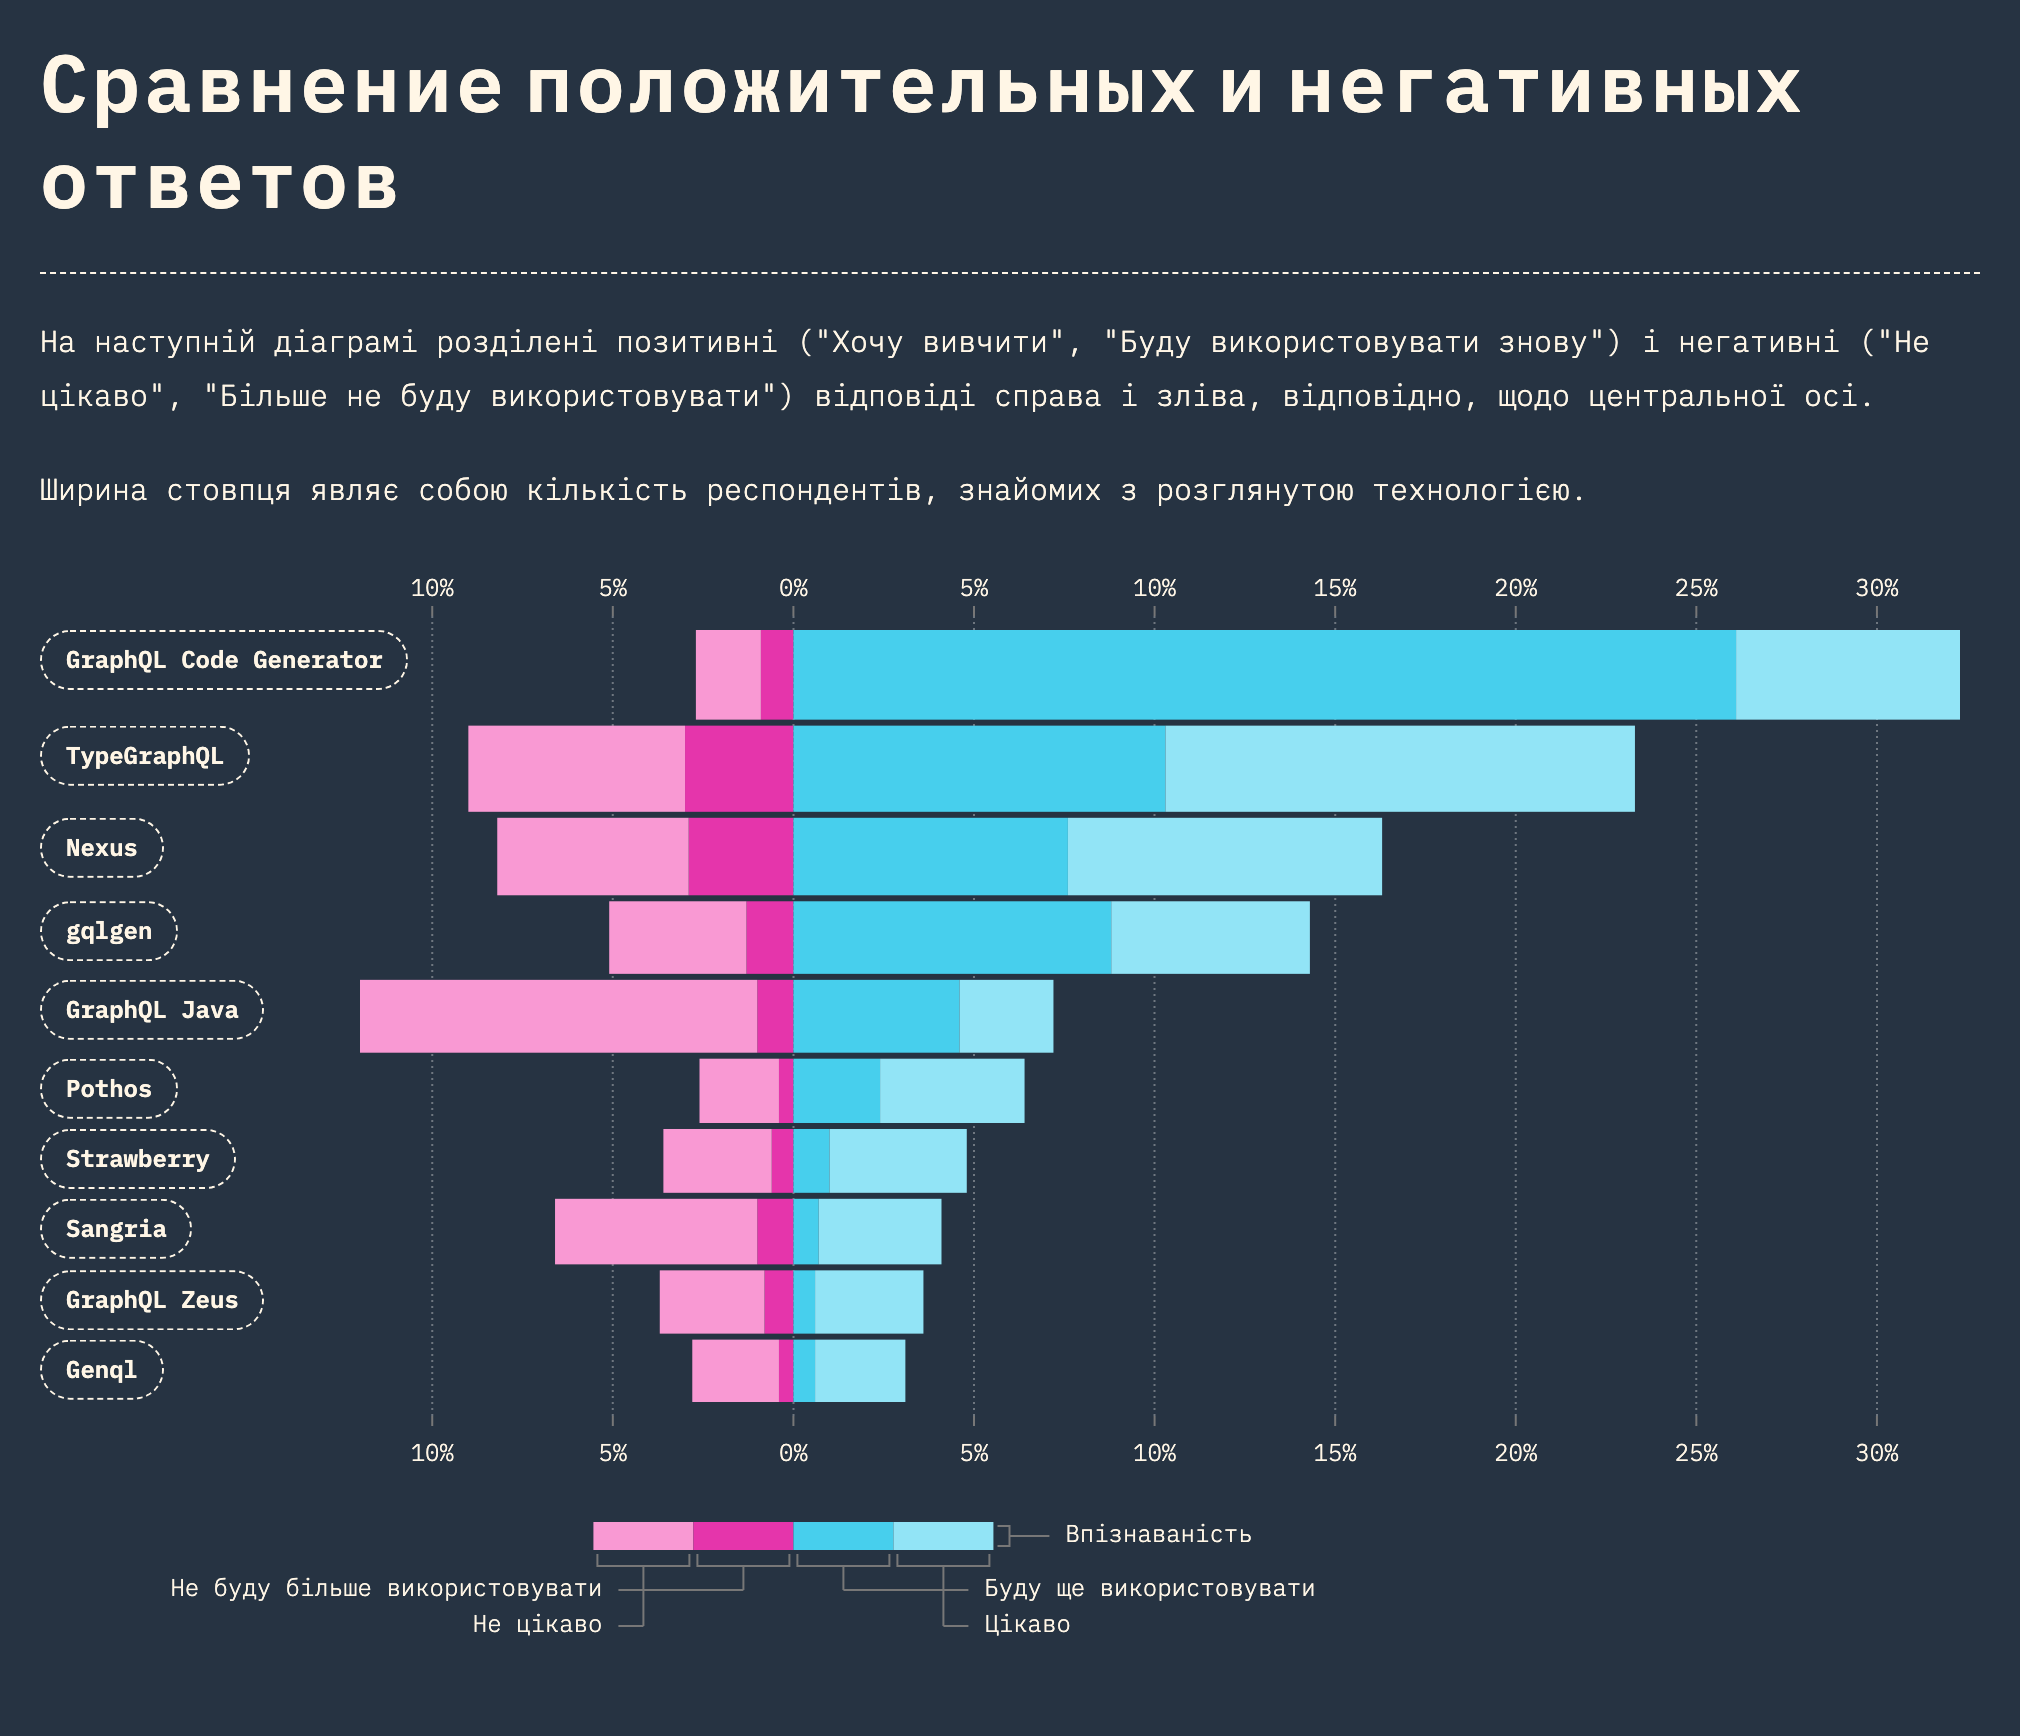 Сравнение положительных и негативных
ответов
На наступній діаграмі розділені позитивні ("Хочу вивчити", "Буду використовувати знову") і негативні ("Не
цікаво", "Більше не буду використовувати") відповіді справа і зліва, відповідно, щодо центральної осі.
Ширина стовпця являє собою кількість респондентів, знайомих з розглянутою технологією.
10% 5% 0% 5% 10% 15% 20% 25% 30%
GraphQL Code Generator
TypeGraphQL
Nexus
gqlgen
GraphQL Java
Pothos
Strawberry
Sangria
GraphQL Zeus
Genql
10% 5% 0% 5% 10% 15% 20% 25% 30%
Впізнаваність
Не буду більше використовувати Буду ще використовувати
Не цікаво Цікаво